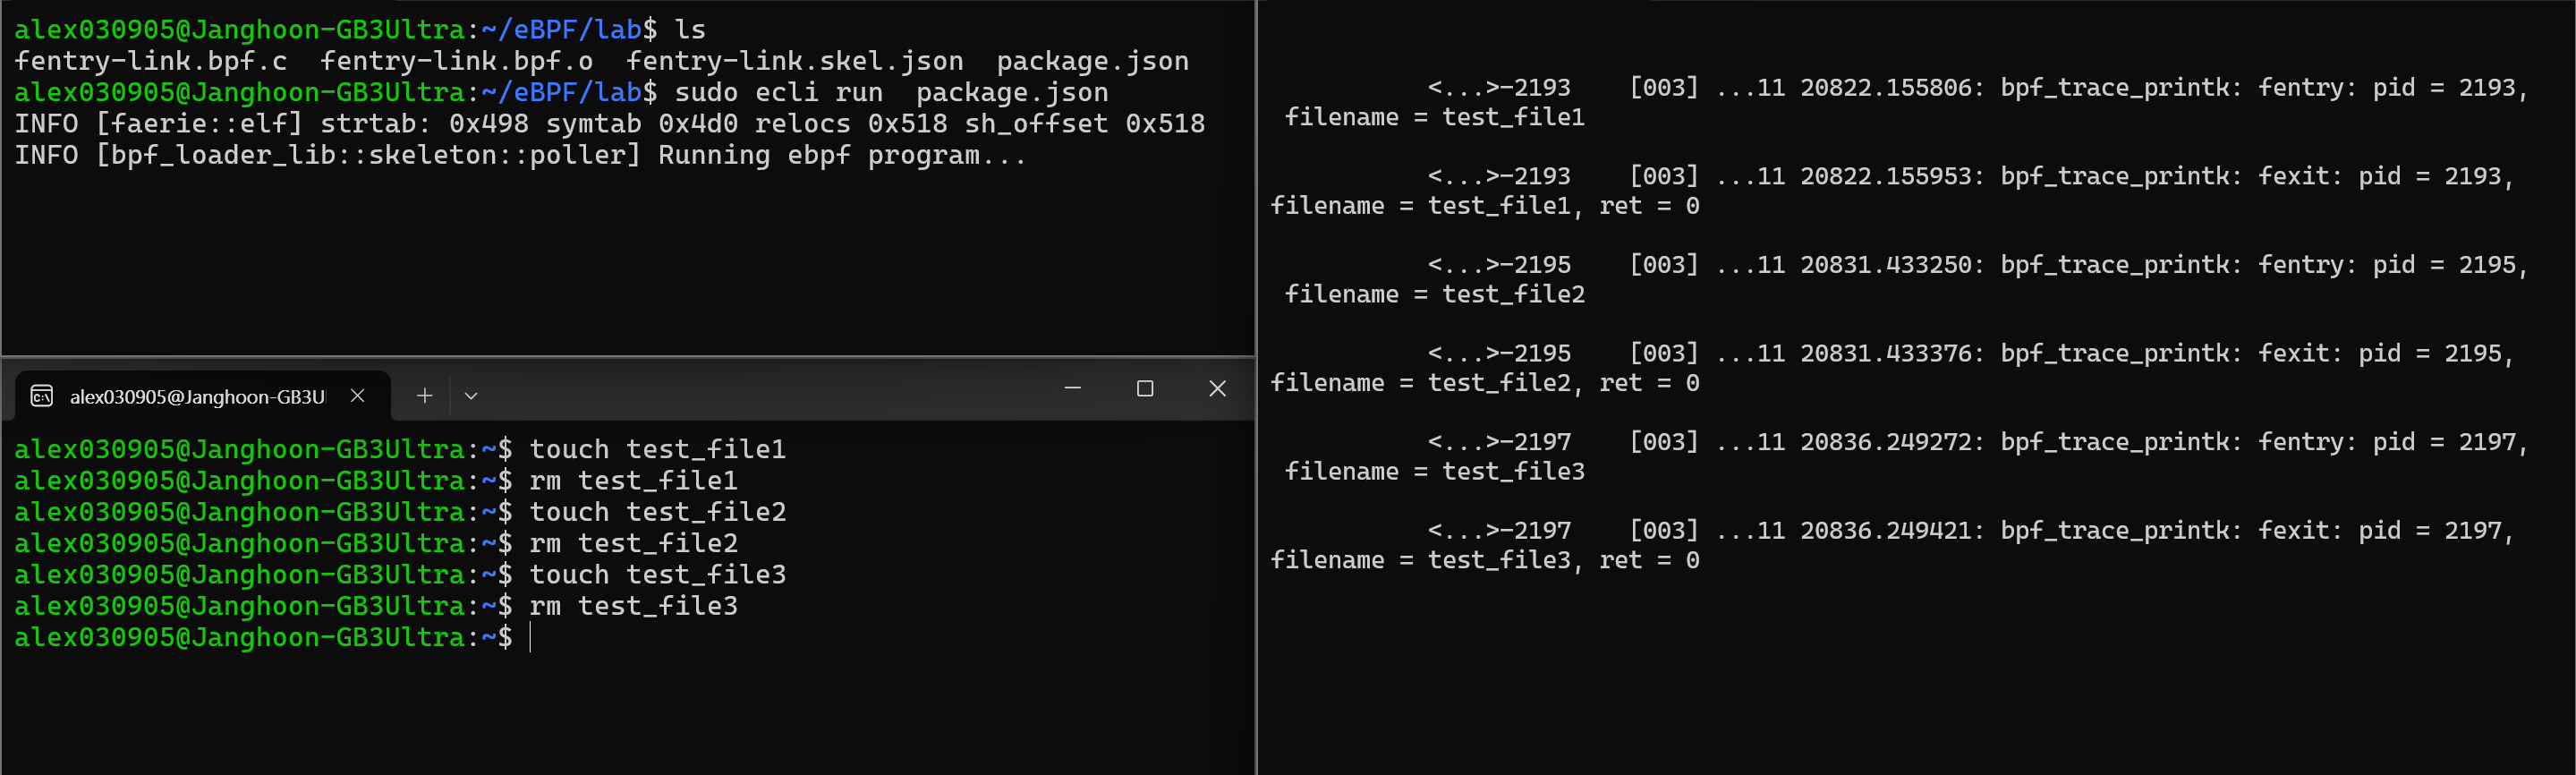 alex030905@Janghoon-GB3Ultra:~/eBPF/lab$ ls
fentry-link.bpf.c  fentry-link.bpf.o  fentry-link.skel.json  package.json
alex030905@Janghoon-GB3Ultra:~/eBPF/lab$ sudo ecli run  package.json
INFO [faerie::elf] strtab: 0x498 symtab 0x4d0 relocs 0x518 sh_offset 0x518
INFO [bpf_loader_lib::skeleton::poller] Running ebpf program...
alex030905@Janghoon-GB3U
alex030905@Janghoon-GB3Ultra:~$ touch test_file1
alex030905@Janghoon-GB3Ultra:~$ rm test_file1
alex030905@Janghoon-GB3Ultra:~$ touch test_file2
alex030905@Janghoon-GB3Ultra:~$ rm test_file2
alex030905@Janghoon-GB3Ultra:~$ touch test_file3
alex030905@Janghoon-GB3Ultra:~$ rm test_file3
alex030905@Janghoon-GB3Ultra:~$
<...>-2193    [003] ...11 20822.155806: bpf_trace_printk: fentry: pid = 2193,
filename = test_file1
<...>-2193    [003] ...11 20822.155953: bpf_trace_printk: fexit: pid = 2193,
filename = test_file1, ret = 0
<...>-2195    [003] ...11 20831.433250: bpf_trace_printk: fentry: pid = 2195,
filename = test_file2
<...>-2195    [003] ...11 20831.433376: bpf_trace_printk: fexit: pid = 2195,
filename = test_file2, ret = 0
<...>-2197    [003] ...11 20836.249272: bpf_trace_printk: fentry: pid = 2197,
filename = test_file3
<...>-2197    [003] ...11 20836.249421: bpf_trace_printk: fexit: pid = 2197,
filename = test_file3, ret = 0